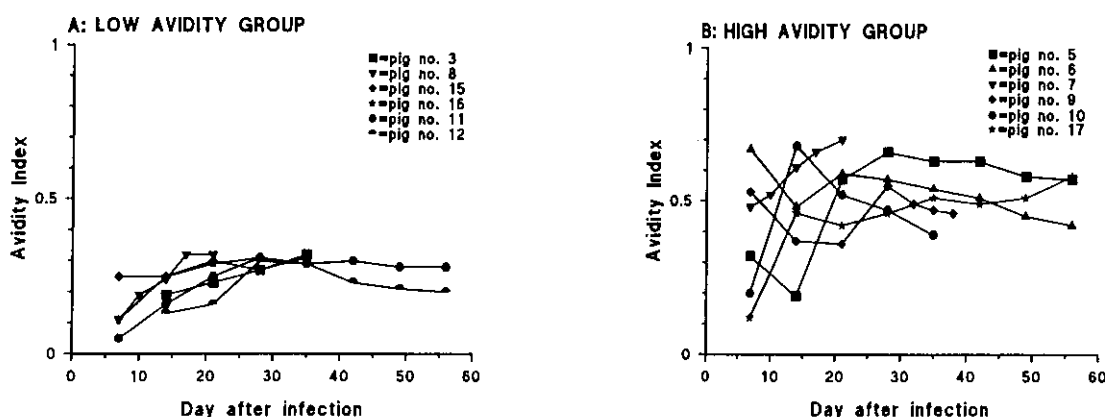 A: LOW AVIDITY GROUP
1
0.5
0
Avidity Index
■=pig no. 3
▼=pig no. 8
◆=pig no. 15
★=pig no. 16
●=pig no. 11
=pig no. 12
0 10 20 30 40 50 60
Day after infection
B: HIGH AVIDITY GROUP
1
0.5
0
Avidity Index
■=pig no. 5
▲=pig no. 6
▼=pig no. 7
◆=pig no. 9
●=pig no. 10
★=pig no. 17
0 10 20 30 40 50 60
Day after infection